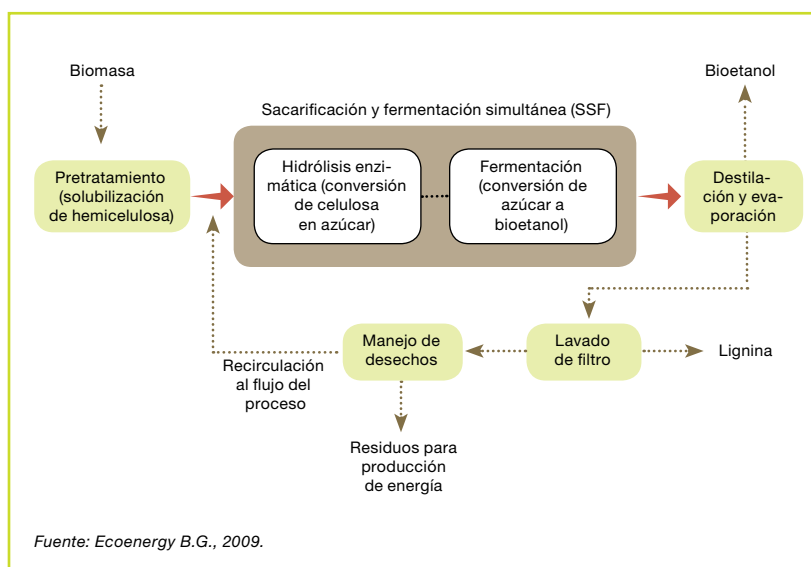 Biomasa
Bioetanol
Sacarificación y fermentación simultánea (SSF)
Pretratamiento
(solubilización
de hemicelulosa)
Hidrólisis enzi-
mática (conversión
de celulosa
en azúcar)
Fermentación
(conversión de
azúcar a
bioetanol)
Destila-
ción y eva-
poración
Manejo de
desechos
Lavado
de filtro
Lignina
Recirculación
al flujo del
proceso
Residuos para
producción
de energía
Fuente: Ecoenergy B.G., 2009.